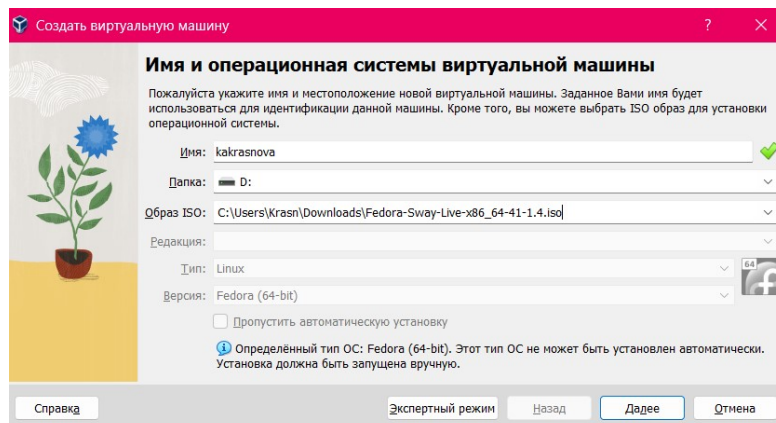 Создать виртуальную машину
?
Имя и операционная системы виртуальной машины
Пожалуйста укажите имя и местоположение новой виртуальной машины. Заданное Вами имя будет
использоваться для идентификации данной машины. Кроме того, вы можете выбрать ISO образ для установки
операционной системы.
Имя: kakrasnova
Папка: D:
Образ ISO: C:\Users\Krasn\Downloads\Fedora-Sway-Live-x86_64-41-1.4.iso
Редакция:
Тип: Linux
64
Версия: Fedora (64-bit)
Пропустить автоматическую установку
Определённый тип ОС: Fedora (64-bit). Этот тип ОС не может быть установлен автоматически.
Установка должна быть запущена вручную.
Справка Экспертный режим Назад Далее Отмена